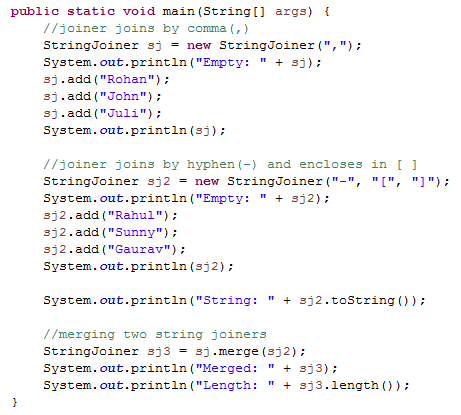 public static void main(String[] args) {
    //joiner joins by comma(,)
    StringJoiner sj = new StringJoiner(",");
    System.out.println("Empty: " + sj);
    sj.add("Rohan");
    sj.add("John");
    sj.add("Juli");
    System.out.println(sj);

    //joiner joins by hyphen(-) and encloses in [ ]
    StringJoiner sj2 = new StringJoiner("-", "[", "]");
    System.out.println("Empty: " + sj2);
    sj2.add("Rahul");
    sj2.add("Sunny");
    sj2.add("Gaurav");
    System.out.println(sj2);

    System.out.println("String: " + sj2.toString());

    //merging two string joiners
    StringJoiner sj3 = sj.merge(sj2);
    System.out.println("Merged: " + sj3);
    System.out.println("Length: " + sj3.length());
}